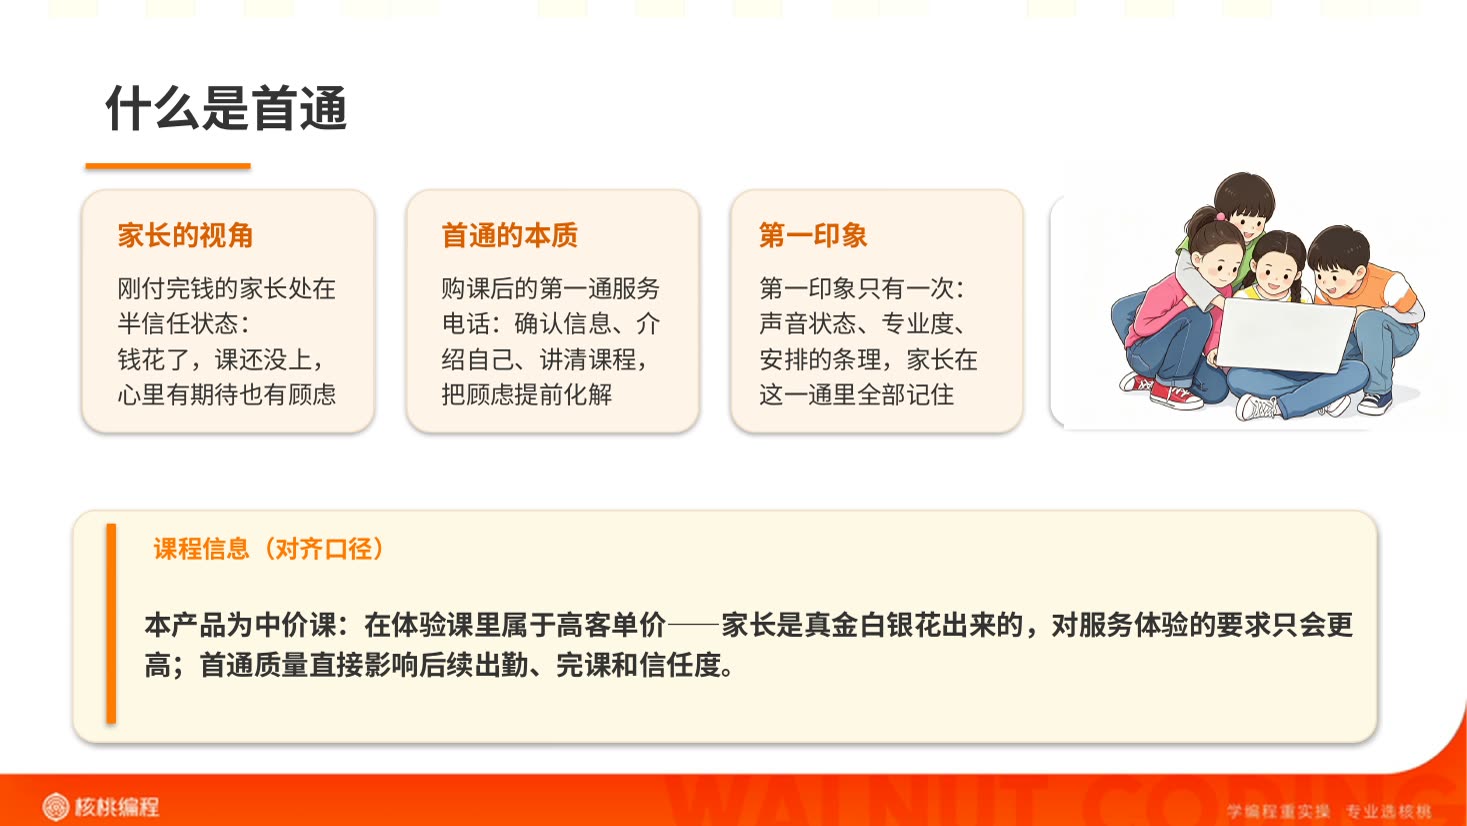 什么是首通
家长的视角
刚付完钱的家长处在
半信任状态：
钱花了，课还没上，
心里有期待也有顾虑
首通的本质
购课后的第一通服务
电话：确认信息、介
绍自己、讲清课程，
把顾虑提前化解
第一印象
第一印象只有一次：
声音状态、专业度、
安排的条理，家长在
这一通里全部记住
课程信息（对齐口径）
本产品为中价课：在体验课里属于高客单价——家长是真金白银花出来的，对服务体验的要求只会更
高；首通质量直接影响后续出勤、完课和信任度。
核桃编程
WALNUT CODING
学编程重实操 专业选核桃